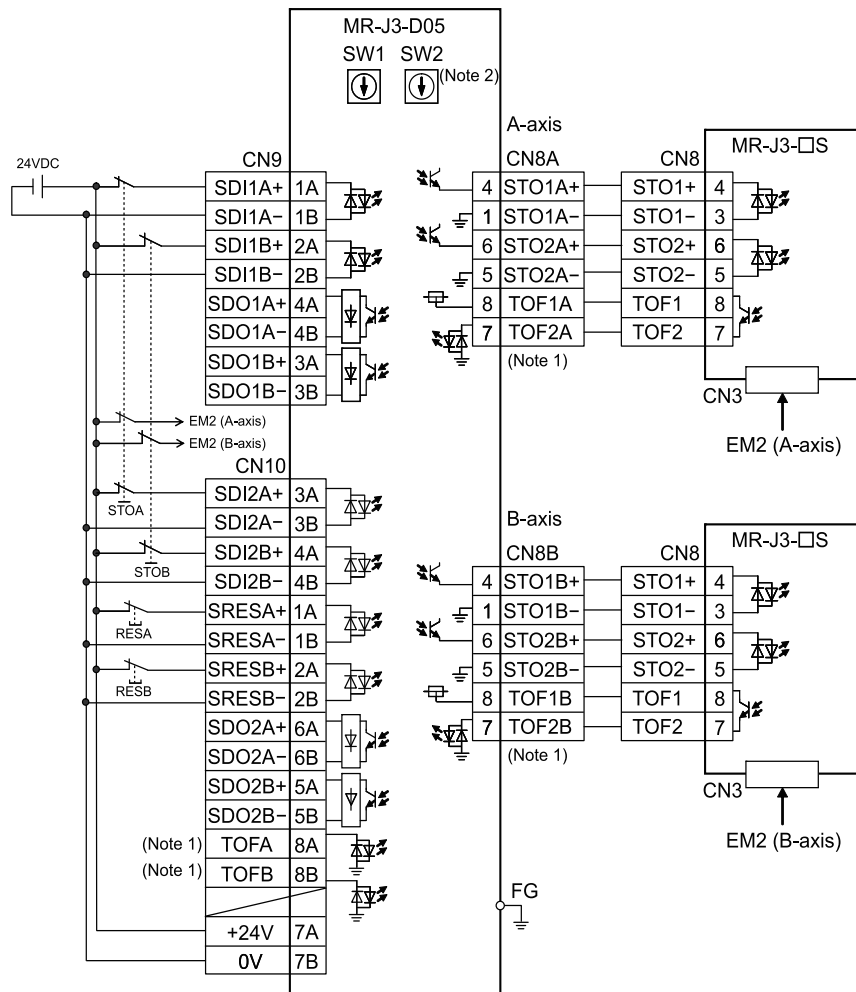 MR-J3-D05
SW1 SW2
(Note 2)
24VDC
CN9
SDI1A+ 1A
SDI1A− 1B
SDI1B+ 2A
SDI1B− 2B
SDO1A+ 4A
SDO1A− 4B
SDO1B+ 3A
SDO1B− 3B
EM2 (A-axis)
EM2 (B-axis)
CN10
SDI2A+ 3A
STOA
SDI2A− 3B
SDI2B+ 4A
STOB
SDI2B− 4B
SRESA+ 1A
RESA
SRESA− 1B
SRESB+ 2A
RESB
SRESB− 2B
SDO2A+ 6A
SDO2A− 6B
SDO2B+ 5A
SDO2B− 5B
(Note 1) TOFA 8A
(Note 1) TOFB 8B
+24V 7A
0V 7B
FG
A-axis
CN8A CN8
MR-J3-□S
4 STO1A+ STO1+ 4
1 STO1A− STO1− 3
6 STO2A+ STO2+ 6
5 STO2A− STO2− 5
8 TOF1A TOF1 8
7 TOF2A TOF2 7
(Note 1)
CN3
EM2 (A-axis)
B-axis
CN8B CN8
MR-J3-□S
4 STO1B+ STO1+ 4
1 STO1B− STO1− 3
6 STO2B+ STO2+ 6
5 STO2B− STO2− 5
8 TOF1B TOF1 8
7 TOF2B TOF2 7
(Note 1)
CN3
EM2 (B-axis)